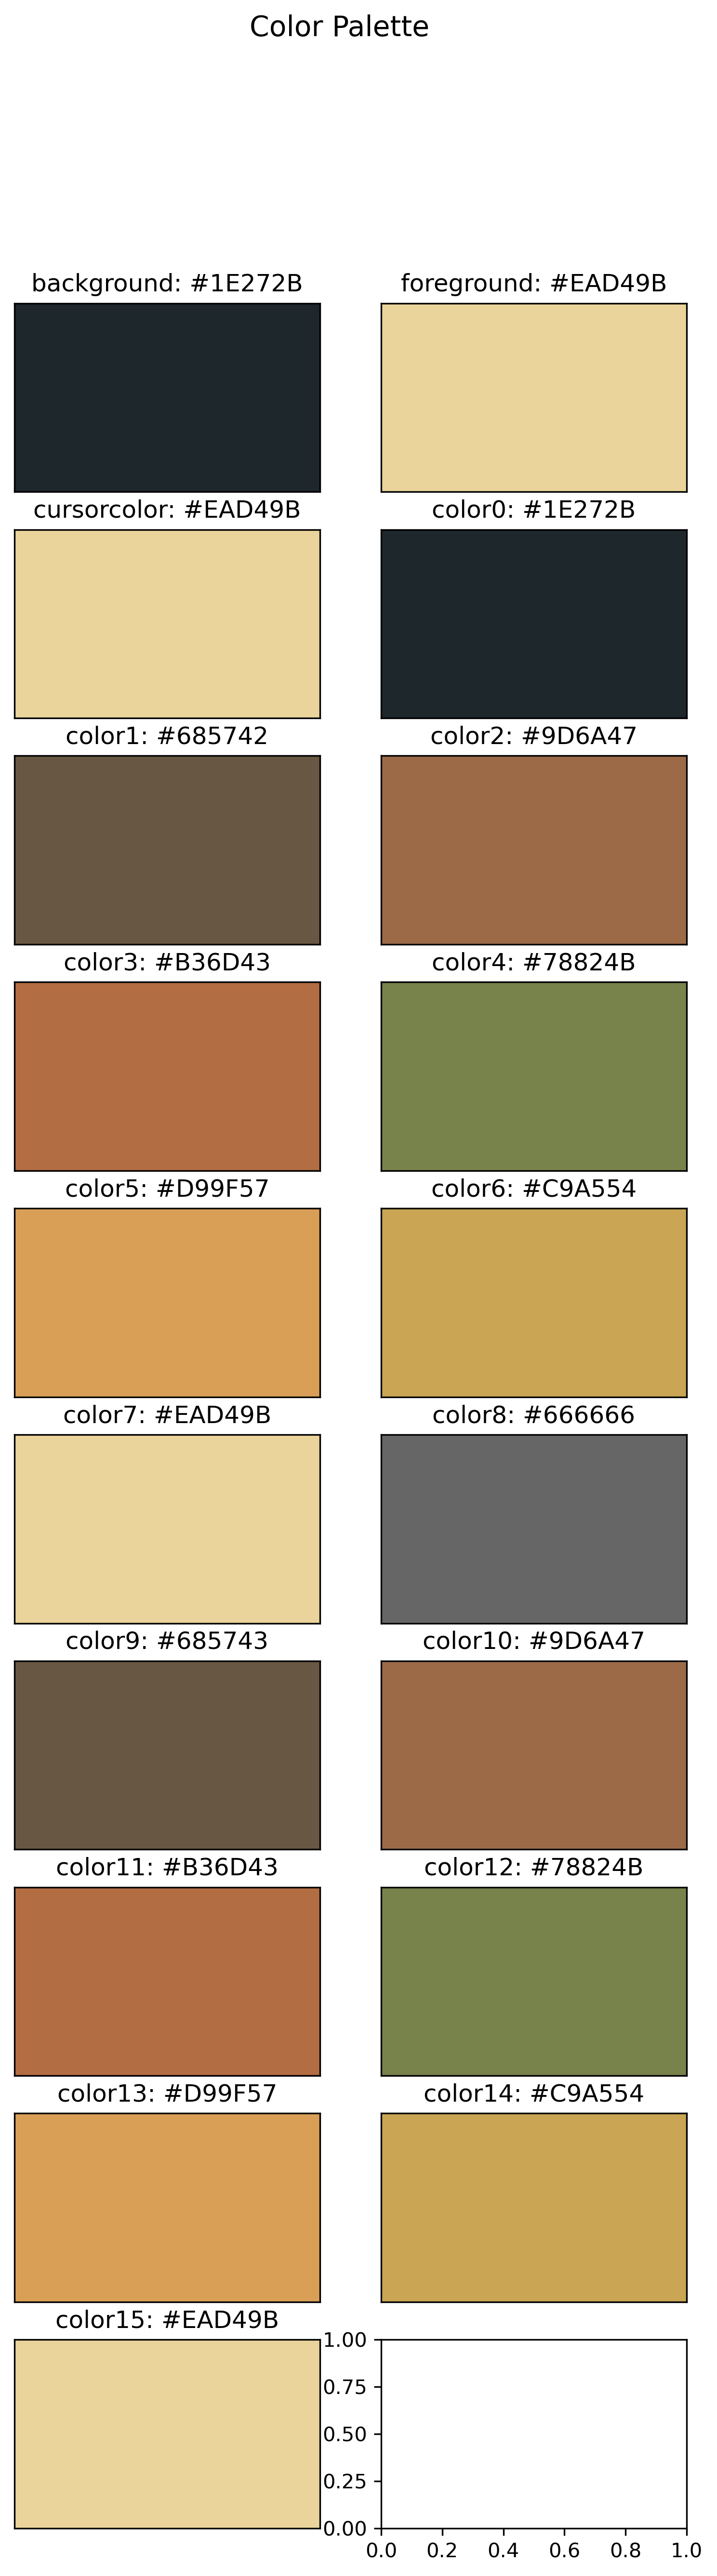 Color Palette
background: #1E272B
foreground: #EAD49B
cursorcolor: #EAD49B
color0: #1E272B
color1: #685742
color2: #9D6A47
color3: #B36D43
color4: #78824B
color5: #D99F57
color6: #C9A554
color7: #EAD49B
color8: #666666
color9: #685743
color10: #9D6A47
color11: #B36D43
color12: #78824B
color13: #D99F57
color14: #C9A554
color15: #EAD49B
1.00
0.75
0.50
0.25
0.00
0.0 0.2 0.4 0.6 0.8 1.0